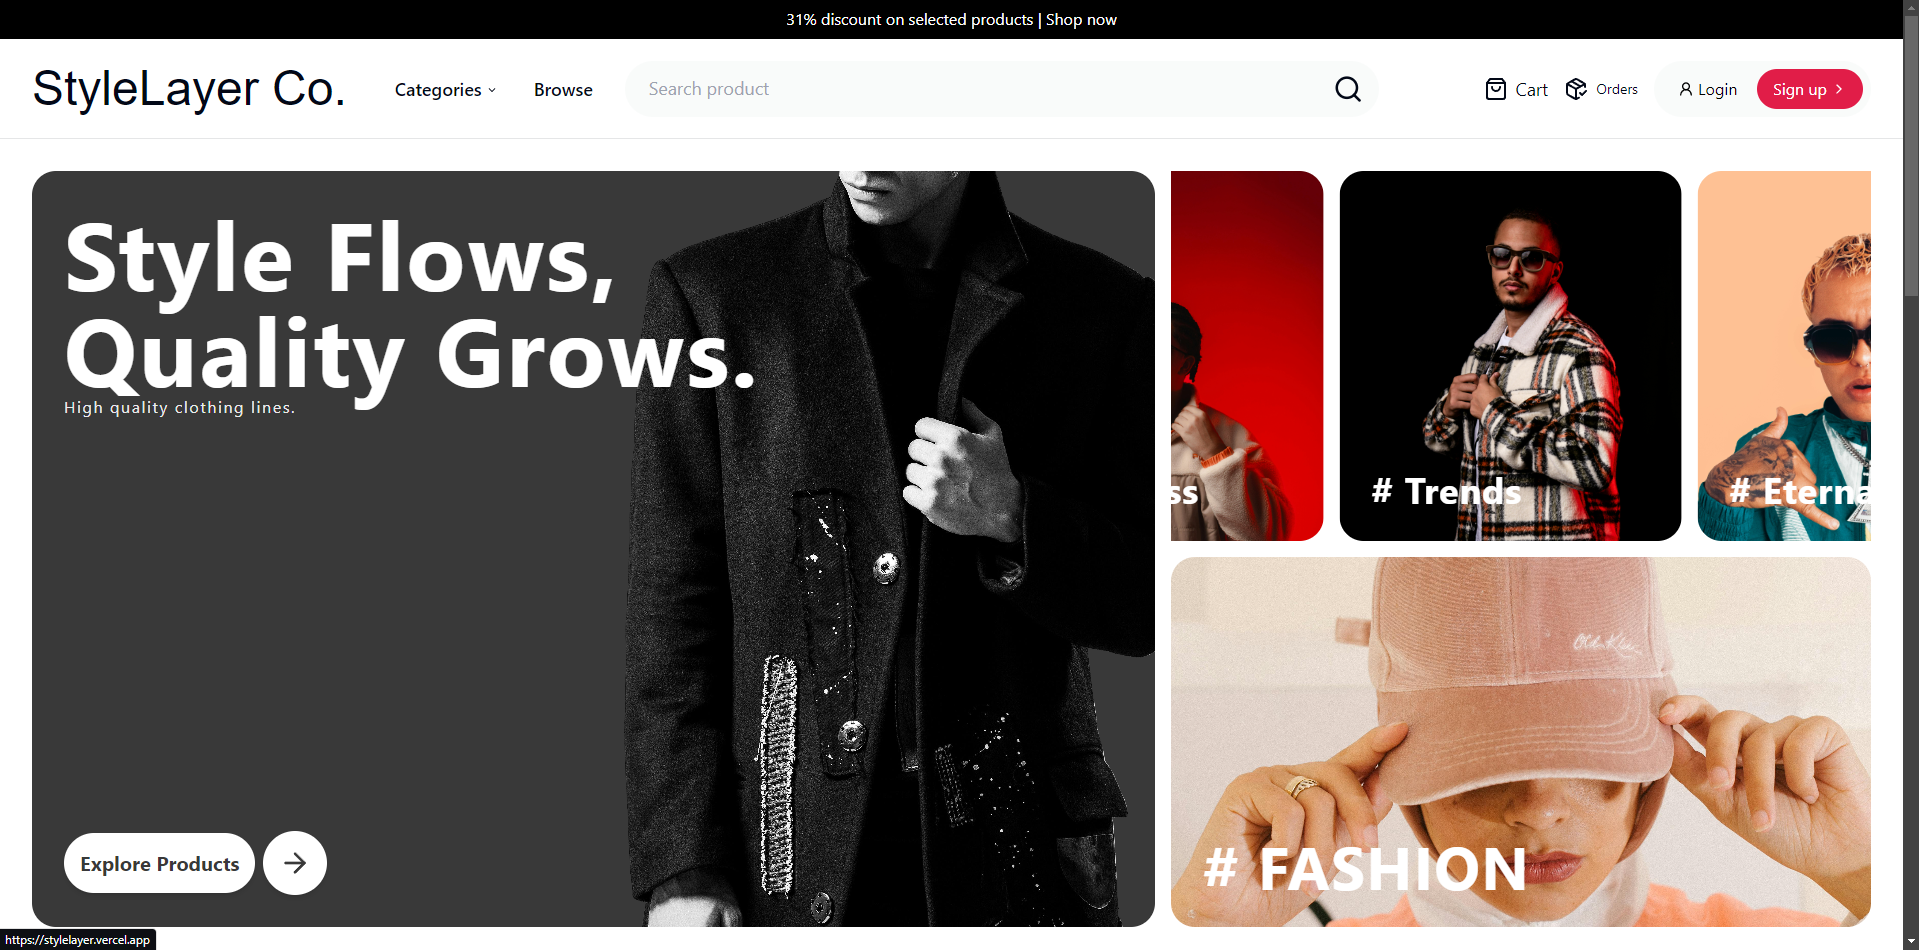 31% discount on selected products | Shop now
StyleLayer Co.
Categories
Browse
Search product
Cart
Orders
Login
Sign up
Style Flows,
Quality Grows.
High quality clothing lines.
Explore Products
ss
# Trends
# Eterna
# FASHION
https://stylelayer.vercel.app